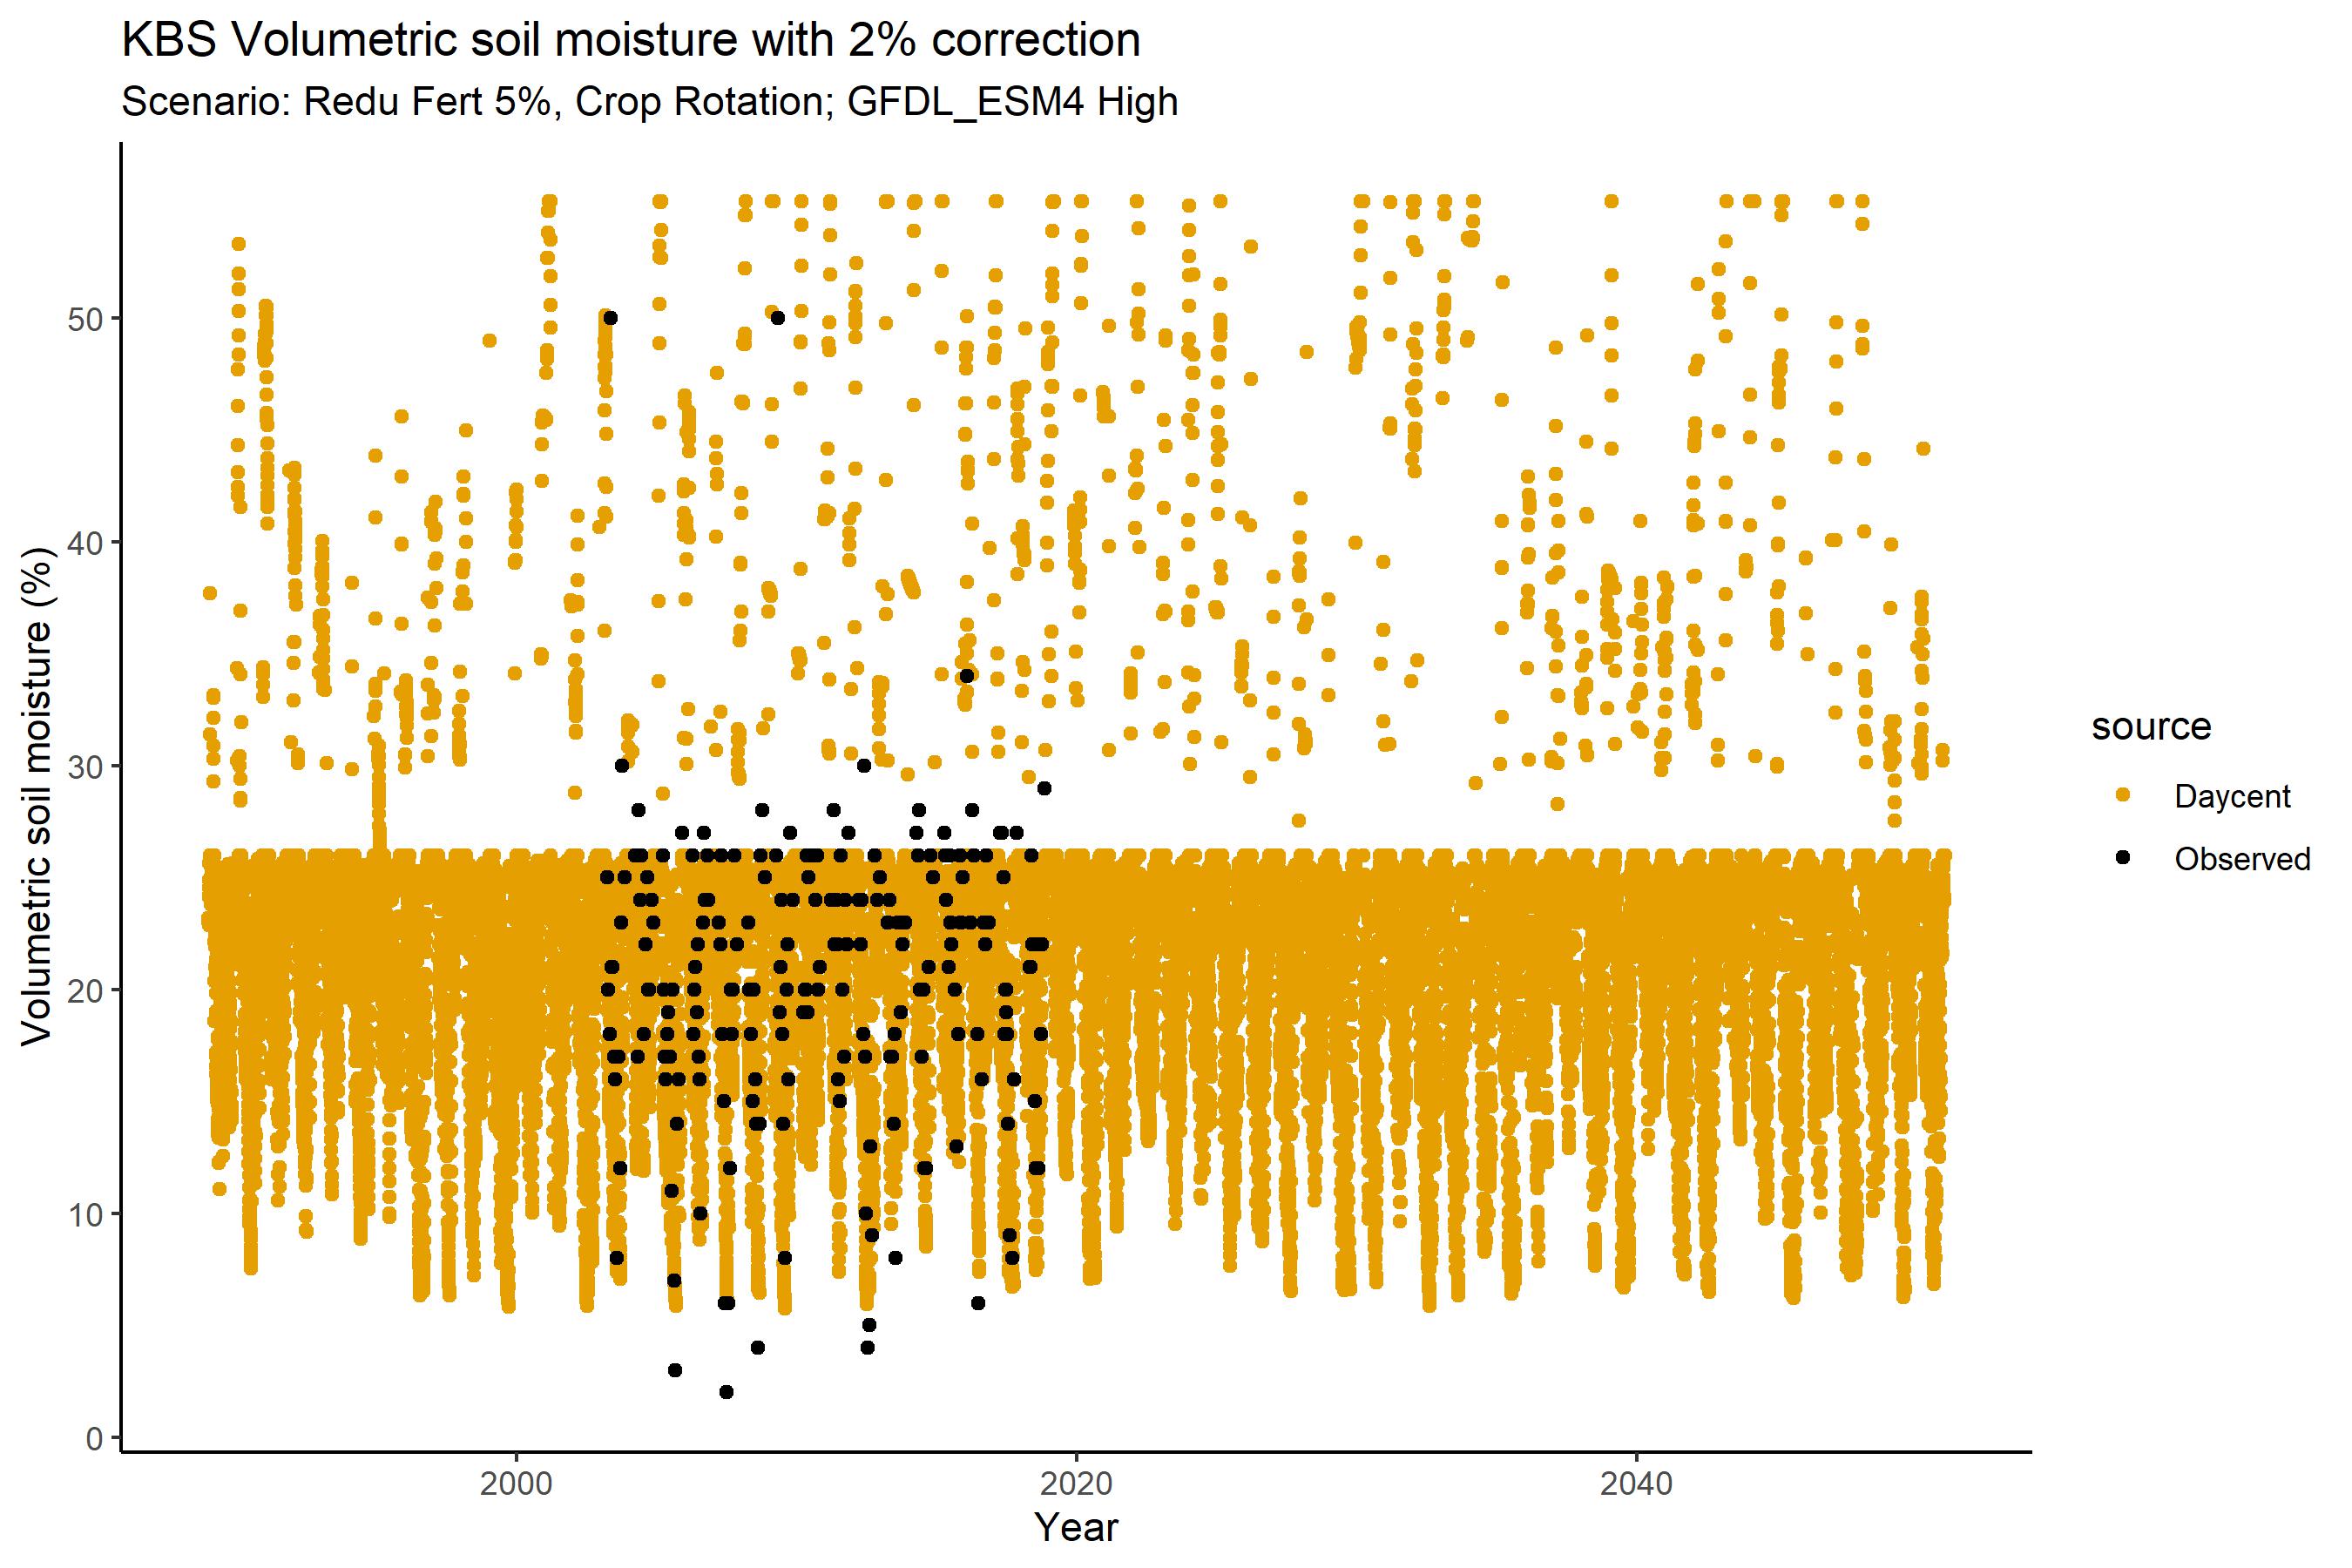 KBS Volumetric soil moisture with 2% correction
Scenario: Redu Fert 5%, Crop Rotation; GFDL_ESM4 High
Volumetric soil moisture (%)
50
40
30
20
10
0
2000
2020
2040
Year
source
Daycent
Observed